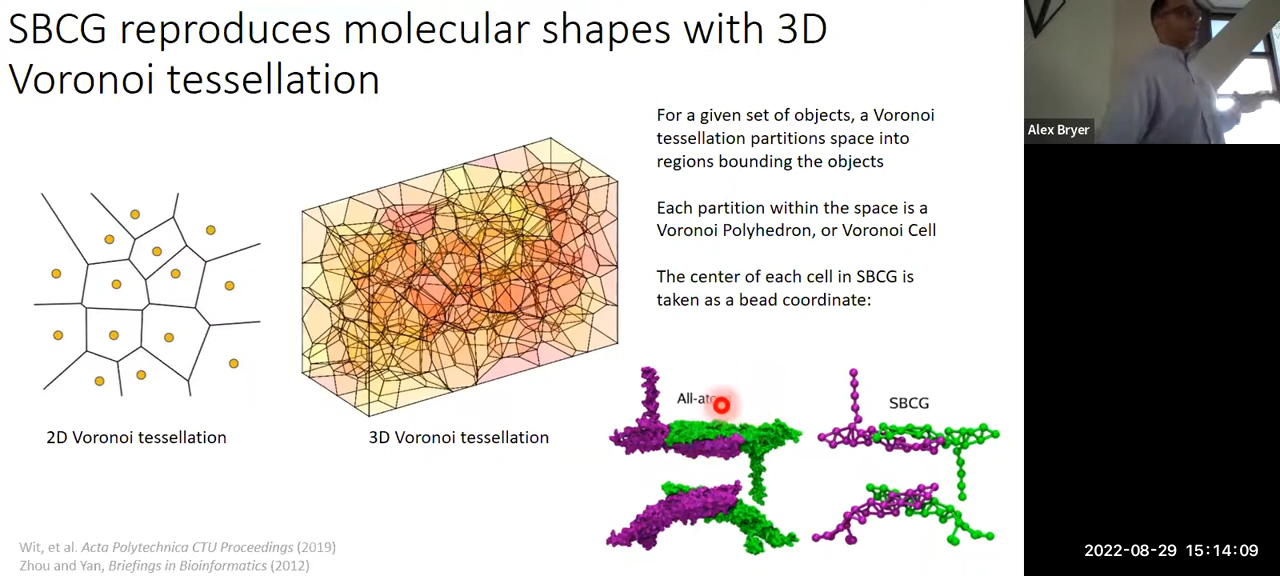 SBCG reproduces molecular shapes with 3D
Voronoi tessellation
For a given set of objects, a Voronoi
tessellation partitions space into
regions bounding the objects
Each partition within the space is a
Voronoi Polyhedron, or Voronoi Cell
The center of each cell in SBCG is
taken as a bead coordinate:
2D Voronoi tessellation
3D Voronoi tessellation
SBCG
Wit, et al. Acta Polytechnica CTU Proceedings (2019)
Zhou and Yan, Briefings in Bioinformatics (2012)
Alex Bryer
2022-08-29 15:14:09